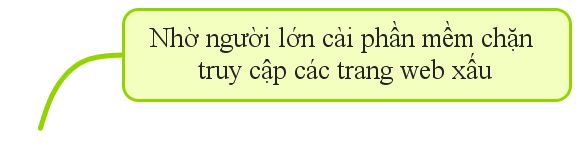 Nhờ người lớn cài phần mềm chặn
truy cập các trang web xấu